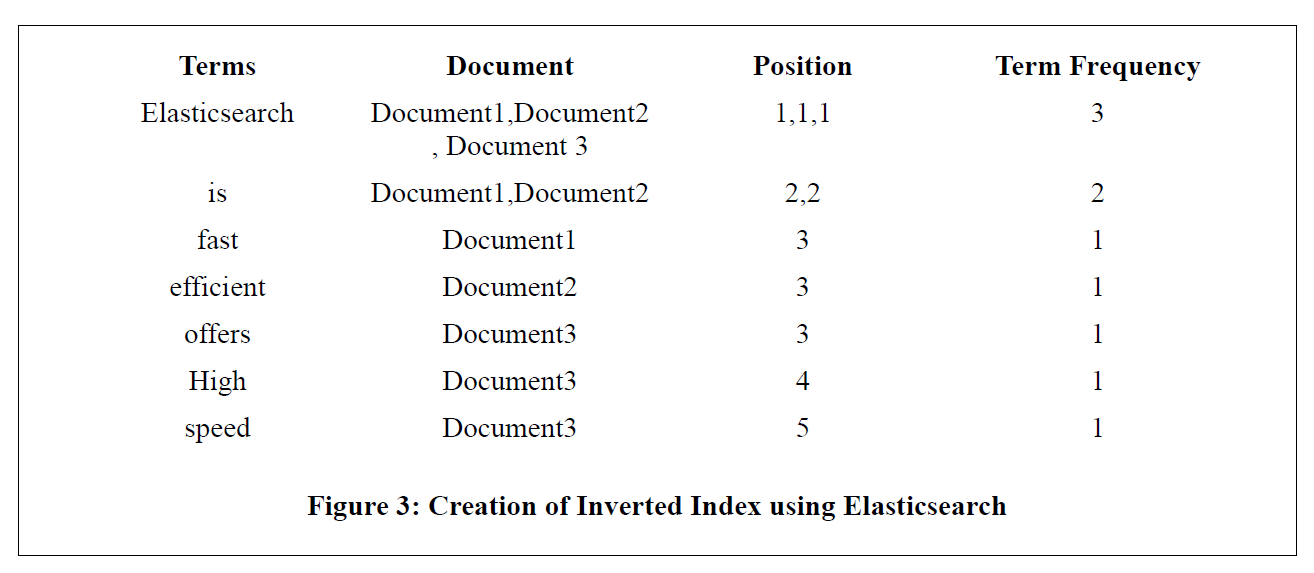 Terms Document Position Term Frequency
Elasticsearch Document1,Document2 1,1,1 3
, Document 3
is Document1,Document2 2,2 2
fast Document1 3 1
efficient Document2 3 1
offers Document3 3 1
High Document3 4 1
speed Document3 5 1
Figure 3: Creation of Inverted Index using Elasticsearch